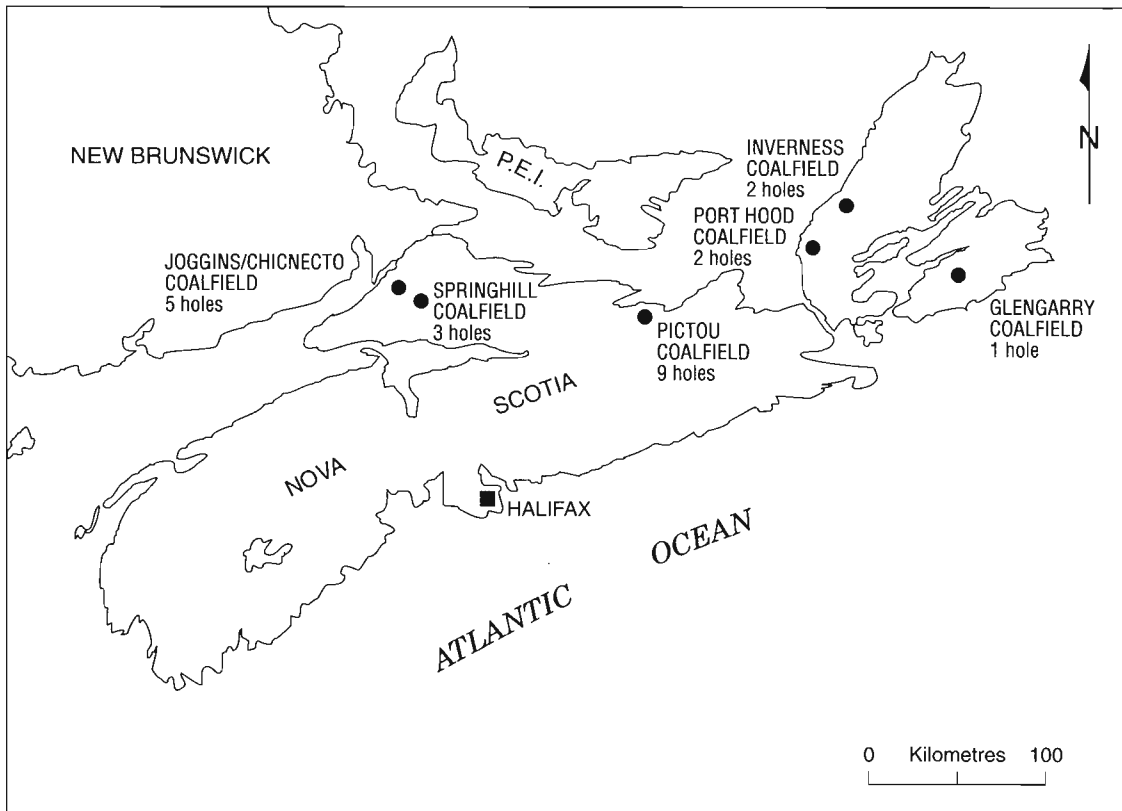 NEW BRUNSWICK
P.E.I.
N
INVERNESS
COALFIELD
2 holes
PORT HOOD
COALFIELD
2 holes
JOGGINS/CHICNECTO
COALFIELD
5 holes
SPRINGHILL
COALFIELD
3 holes
PICTOU
COALFIELD
9 holes
GLENGARRY
COALFIELD
1 hole
SCOTIA
NOVA
HALIFAX
OCEAN
ATLANTIC
0 Kilometres 100